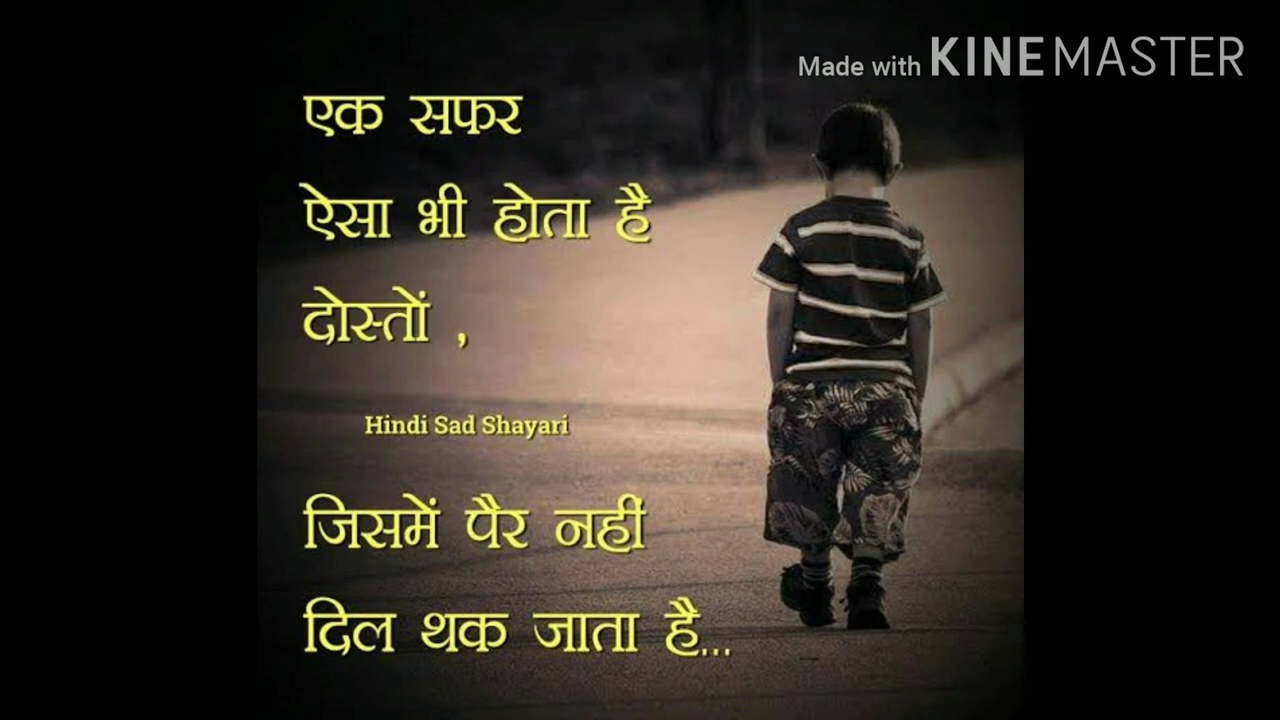 Made with KINEMASTER
एक सफर
ऐसा भी होता है
दोस्तों ,
Hindi Sad Shayari
जिसमें पैर नहीं
दिल थक जाता है...